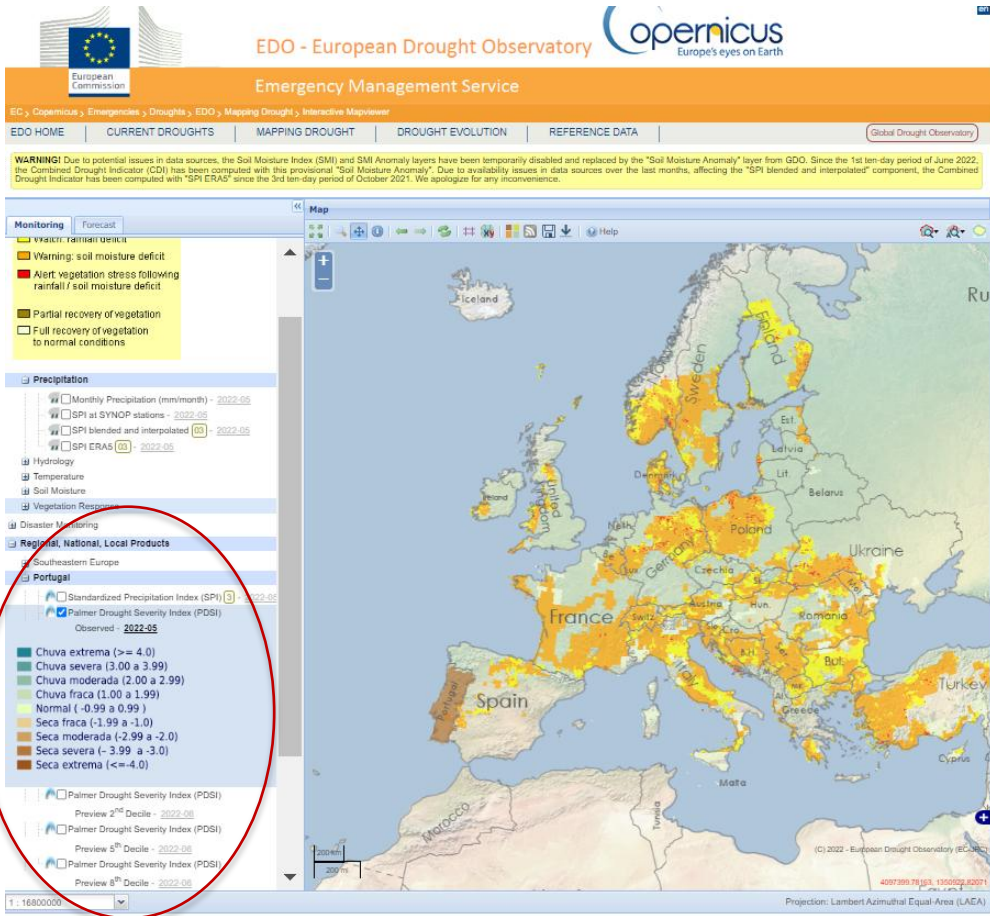 en
European
Commission
EDO - European Drought Observatory
opernicus
Europe's eyes on Earth
Emergency Management Service
EC > Copernicus > Emergencies > Droughts > EDO > Mapping Drought > Interactive Mapviewer
EDO HOME | CURRENT DROUGHTS | MAPPING DROUGHT | DROUGHT EVOLUTION | REFERENCE DATA |
Global Drought Observatory
WARNING! Due to potential issues in data sources, the Soil Moisture Index (SMI) and SMI Anomaly layers have been temporarily disabled and replaced by the "Soil Moisture Anomaly" layer from GDO. Since the 1st ten-day period of June 2022,
the Combined Drought Indicator (CDI) has been computed with this provisional "Soil Moisture Anomaly". Due to availability issues in data sources over the last months, affecting the "SPI blended and interpolated" component, the Combined
Drought Indicator has been computed with "SPI ERA5" since the 3rd ten-day period of October 2021. We apologize for any inconvenience.
Monitoring Forecast
Watch: rainfall deficit
Warning: soil moisture deficit
Alert: vegetation stress following
rainfall / soil moisture deficit
Partial recovery of vegetation
Full recovery of vegetation
to normal conditions
Precipitation
Monthly Precipitation (mm/month) - 2022-05
SPI at SYNOP stations - 2022-05
SPI blended and interpolated 03 - 2022-05
SPI ERA5 03 - 2022-05
Hydrology
Temperature
Soil Moisture
Vegetation Response
Disaster Monitoring
Regional, National, Local Products
Southeastern Europe
Portugal
Standardized Precipitation Index (SPI) 3 - 2022-05
Palmer Drought Severity Index (PDSI)
Observed - 2022-05
Chuva extrema (>= 4.0)
Chuva severa (3.00 a 3.99)
Chuva moderada (2.00 a 2.99)
Chuva fraca (1.00 a 1.99)
Normal ( -0.99 a 0.99 )
Seca fraca (-1.99 a -1.0)
Seca moderada (-2.99 a -2.0)
Seca severa (- 3.99 a -3.0)
Seca extrema (<=-4.0)
Palmer Drought Severity Index (PDSI)
Preview 2nd Decile - 2022-06
Palmer Drought Severity Index (PDSI)
Preview 5th Decile - 2022-06
Palmer Drought Severity Index (PDSI)
Preview 8th Decile - 2022-06
1 : 16800000
Map
Help
Iceland
Ru
Norway
Sweden
Finland
Est.
Latvia
Lit.
Belarus
Denmark
Ireland
United
Kingdom
Neth.
Be.
Lux.
Germany
Poland
Czechia
Ukraine
Sl.
Mol.
France
Switz.
Austria
Hun.
Romania
Cro.
B.H.
Ser.
Bul.
Italy
Al.
Greece
Turkey
Portugal
Spain
Cyprus
Malta
Morocco
Tunisia
Algeria
200 km
200 mi
(C) 2022 - European Drought Observatory (EC-JRC)
Projection: Lambert Azimuthal Equal-Area (LAEA)